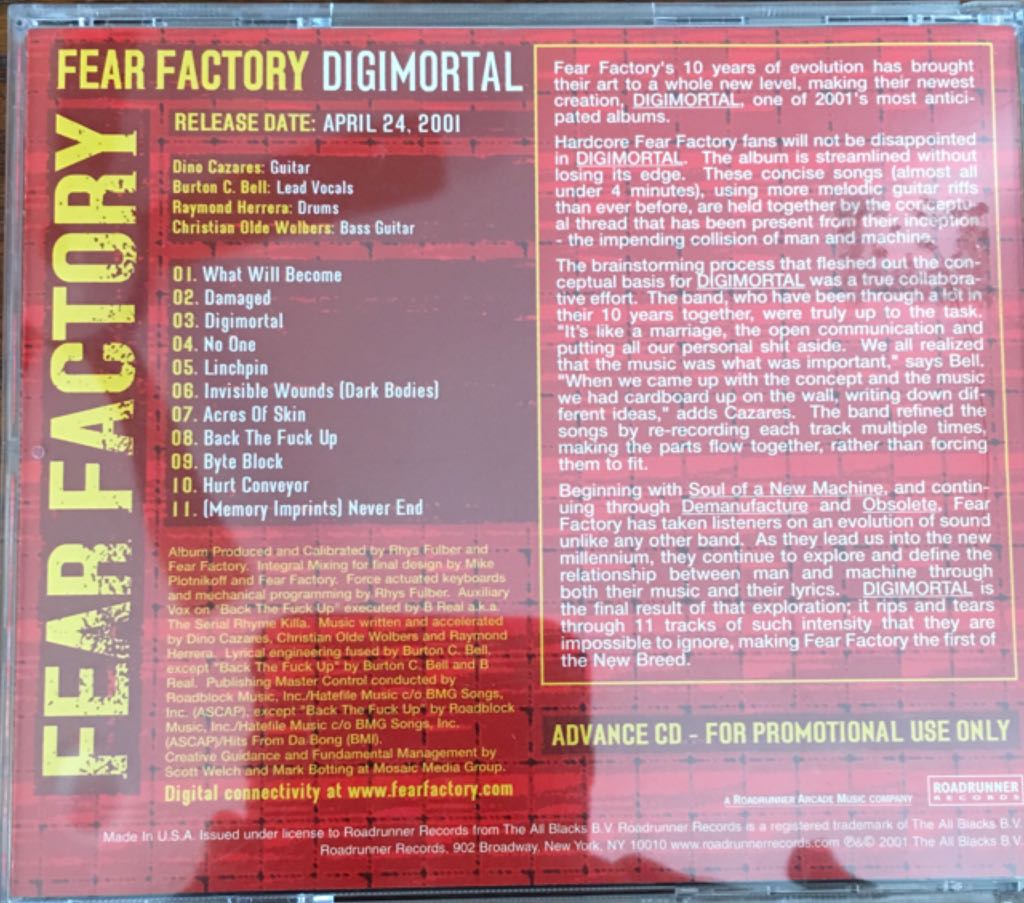 FEAR FACTORY DIGIMORTAL
FEAR FACTORY
RELEASE DATE: APRIL 24, 2001
Dino Cazares: Guitar
Burton C. Bell: Lead Vocals
Raymond Herrera: Drums
Christian Olde Wolbers: Bass Guitar
01. What Will Become
02. Damaged
03. Digimortal
04. No One
05. Linchpin
06. Invisible Wounds (Dark Bodies)
07. Acres Of Skin
08. Back The Fuck Up
09. Byte Block
10. Hurt Conveyor
11. (Memory Imprints) Never End
Album Produced and Calibrated by Rhys Fulber and
Fear Factory. Integral Mixing for final design by Mike
Plotnikoff and Fear Factory. Force actuated keyboards
and mechanical programming by Rhys Fulber. Auxiliary
Vox on "Back The Fuck Up" executed by B Real a.k.a.
The Serial Rhyme Killa. Music written and accelerated
by Dino Cazares, Christian Olde Wolbers and Raymond
Herrera. Lyrical engineering fused by Burton C. Bell,
except "Back The Fuck Up" by Burton C. Bell and B
Real. Publishing Master Control conducted by
Roadblock Music, Inc./Hatefile Music c/o BMG Songs,
Inc. (ASCAP), except "Back The Fuck Up" by Roadblock
Music, Inc./Hatefile Music c/o BMG Songs, Inc.
(ASCAP)/Hits From Da Bong (BMI).
Creative Guidance and Fundamental Management by
Scott Welch and Mark Botting at Mosaic Media Group.
Digital connectivity at www.fearfactory.com
Fear Factory's 10 years of evolution has brought
their art to a whole new level, making their newest
creation, DIGIMORTAL, one of 2001's most antici-
pated albums.
Hardcore Fear Factory fans will not be disappointed
in DIGIMORTAL. The album is streamlined without
losing its edge. These concise songs (almost all
under 4 minutes), using more melodic guitar riffs
than ever before, are held together by the conceptu-
al thread that has been present from their inception
- the impending collision of man and machine.
The brainstorming process that fleshed out the con-
ceptual basis for DIGIMORTAL was a true collabora-
tive effort. The band, who have been through a lot in
their 10 years together, were truly up to the task.
"It's like a marriage, the open communication and
putting all our personal shit aside. We all realized
that the music was what was important," says Bell.
"When we came up with the concept and the music
we had cardboard up on the wall, writing down dif-
ferent ideas," adds Cazares. The band refined the
songs by re-recording each track multiple times,
making the parts flow together, rather than forcing
them to fit.
Beginning with Soul of a New Machine, and contin-
uing through Demanufacture and Obsolete, Fear
Factory has taken listeners on an evolution of sound
unlike any other band. As they lead us into the new
millennium, they continue to explore and define the
relationship between man and machine through
both their music and their lyrics. DIGIMORTAL is
the final result of that exploration; it rips and tears
through 11 tracks of such intensity that they are
impossible to ignore, making Fear Factory the first of
the New Breed.
ADVANCE CD - FOR PROMOTIONAL USE ONLY
A ROADRUNNER ARCADE MUSIC COMPANY
ROADRUNNER
RECORDS
Made In U.S.A. Issued under license to Roadrunner Records from The All Blacks B.V. Roadrunner Records is a registered trademark of The All Blacks B.V.
Roadrunner Records, 902 Broadway, New York, NY 10010 www.roadrunnerrecords.com ℗&© 2001 The All Blacks B.V.